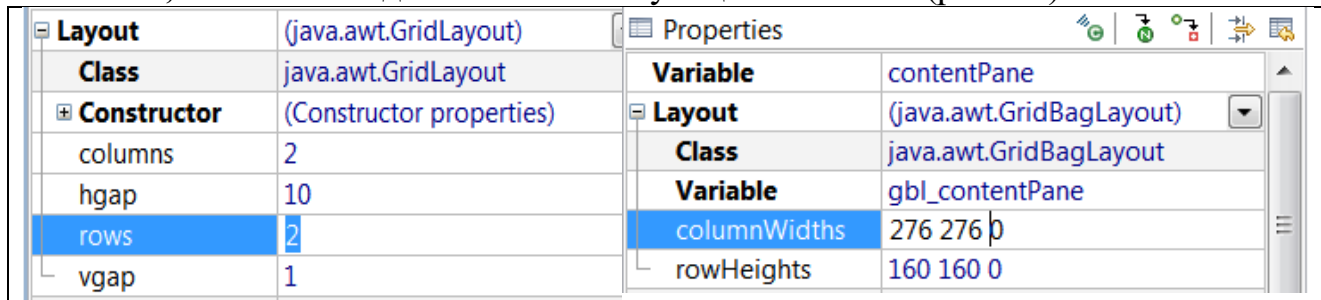 Layout (java.awt.GridLayout)
Class java.awt.GridLayout
Constructor (Constructor properties)
columns 2
hgap 10
rows 2
vgap 1
Properties
Variable contentPane
Layout (java.awt.GridBagLayout)
Class java.awt.GridBagLayout
Variable gbl_contentPane
columnWidths 276 276 0
rowHeights 160 160 0